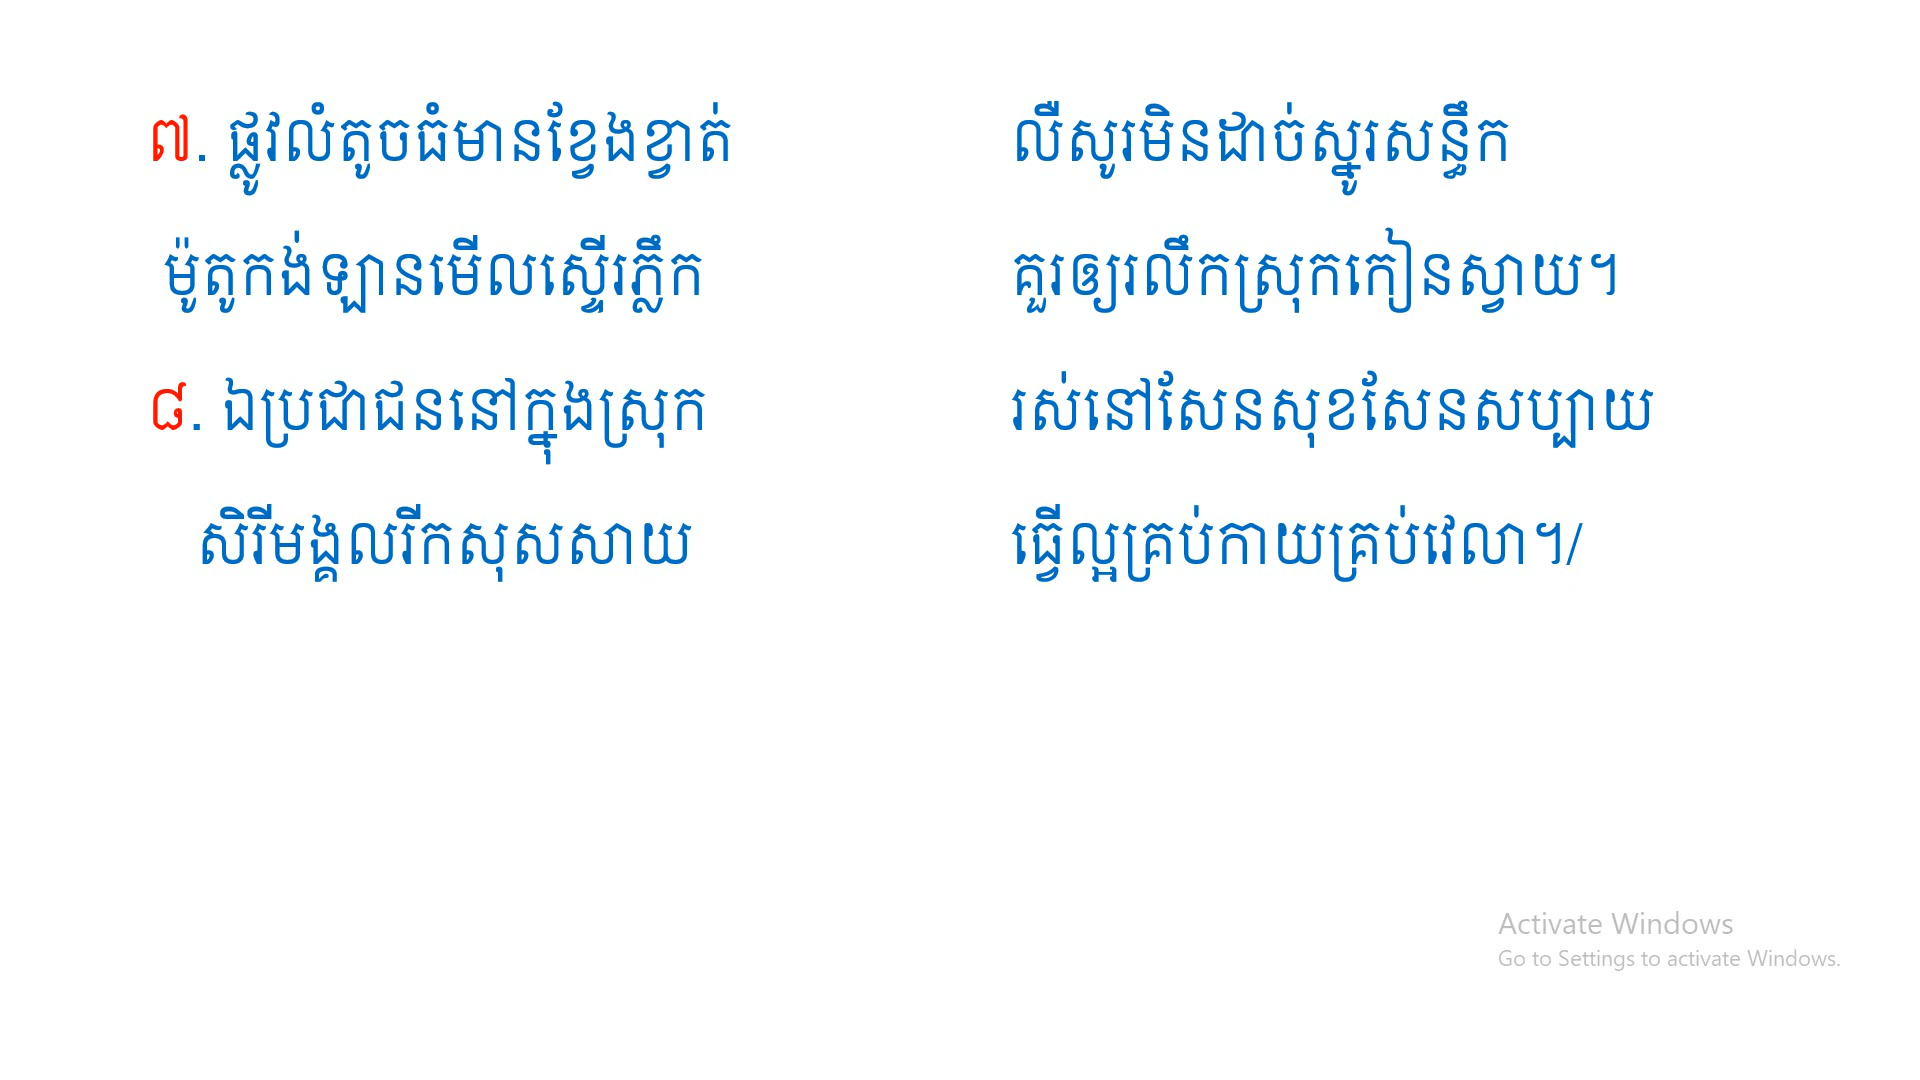 ៧. ផ្លូវលំតូចធំមានខ្វែងខ្វាត់ លឺសូរមិនដាច់ស្នូរសន្ធឹក
ម៉ូតូកង់ឡានមើលស្ទើរភ្លឹក គួរឲ្យរលឹកស្រុកកៀនស្វាយ។
៨. ឯប្រជាជននៅក្នុងស្រុក រស់នៅសែនសុខសែនសប្បាយ
សិរីមង្គលរីកសុសសាយ ធ្វើល្អគ្រប់កាយគ្រប់វេលា។/
Activate Windows
Go to Settings to activate Windows.